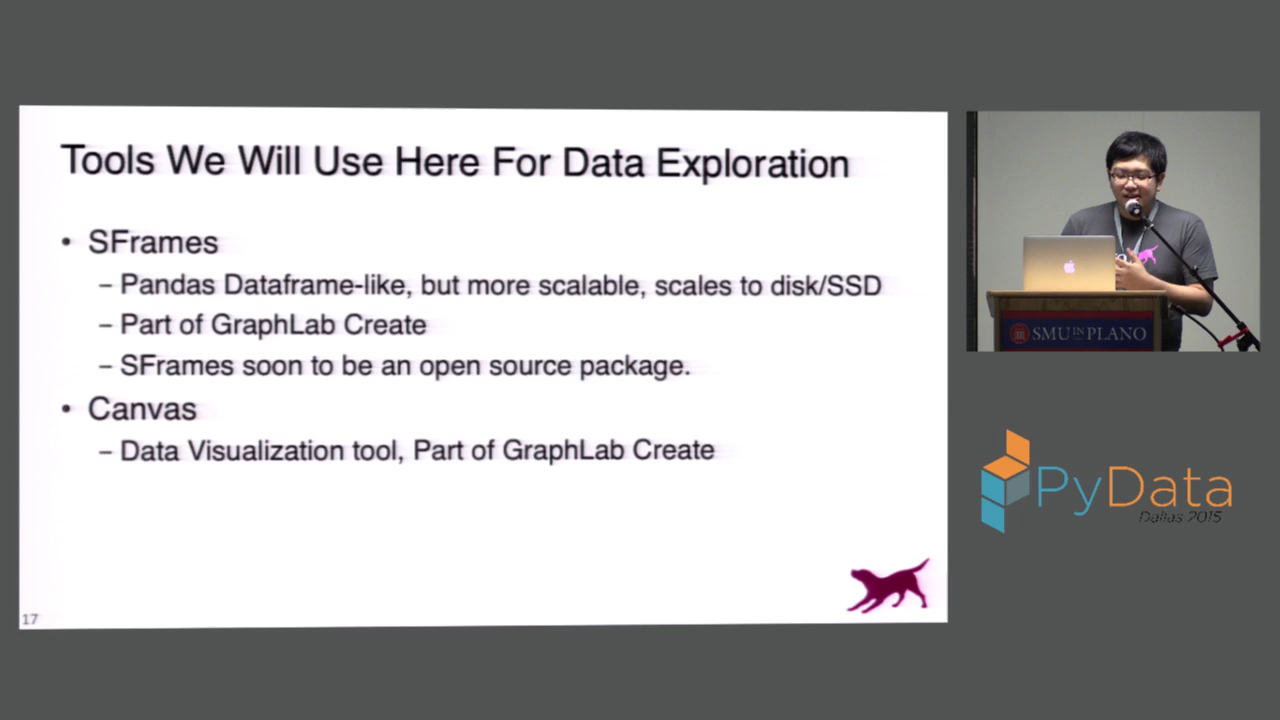 Tools We Will Use Here For Data Exploration
• SFrames
– Pandas Dataframe-like, but more scalable, scales to disk/SSD
– Part of GraphLab Create
– SFrames soon to be an open source package.
• Canvas
– Data Visualization tool, Part of GraphLab Create
17
SMU IN PLANO
PyData
Dallas 2015